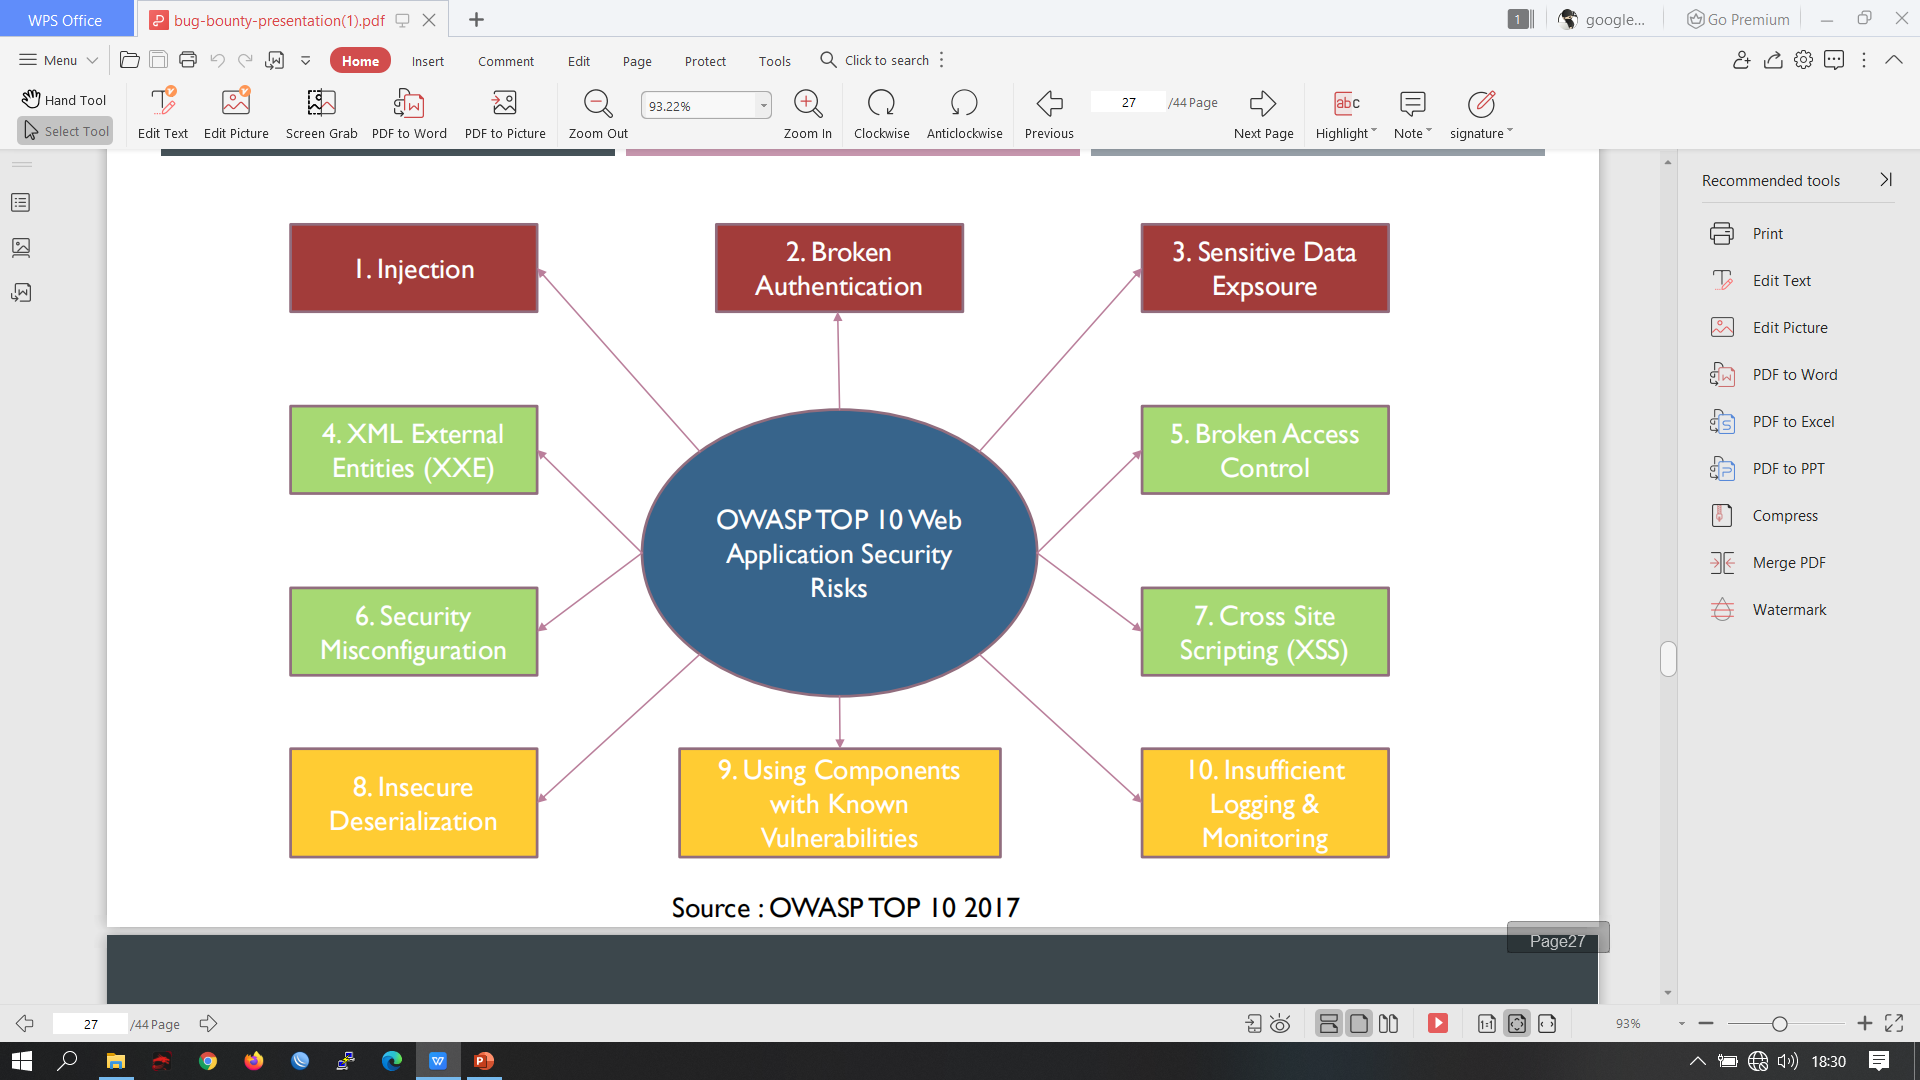 WPS Office
bug-bounty-presentation(1).pdf
1
google...
Go Premium
Menu
Home
Insert
Comment
Edit
Page
Protect
Tools
Click to search
Hand Tool
Select Tool
Edit Text
Edit Picture
Screen Grab
PDF to Word
PDF to Picture
Zoom Out
93.22%
Zoom In
Clockwise
Anticlockwise
Previous
27
/44 Page
Next Page
abc
Highlight
Note
signature
Recommended tools
Print
Edit Text
Edit Picture
PDF to Word
PDF to Excel
PDF to PPT
Compress
Merge PDF
Watermark
1. Injection
2. Broken
Authentication
3. Sensitive Data
Expsoure
4. XML External
Entities (XXE)
5. Broken Access
Control
OWASP TOP 10 Web
Application Security
Risks
6. Security
Misconfiguration
7. Cross Site
Scripting (XSS)
8. Insecure
Deserialization
9. Using Components
with Known
Vulnerabilities
10. Insufficient
Logging &
Monitoring
Source : OWASP TOP 10 2017
Page27
27
/44 Page
1:1
93%
18:30